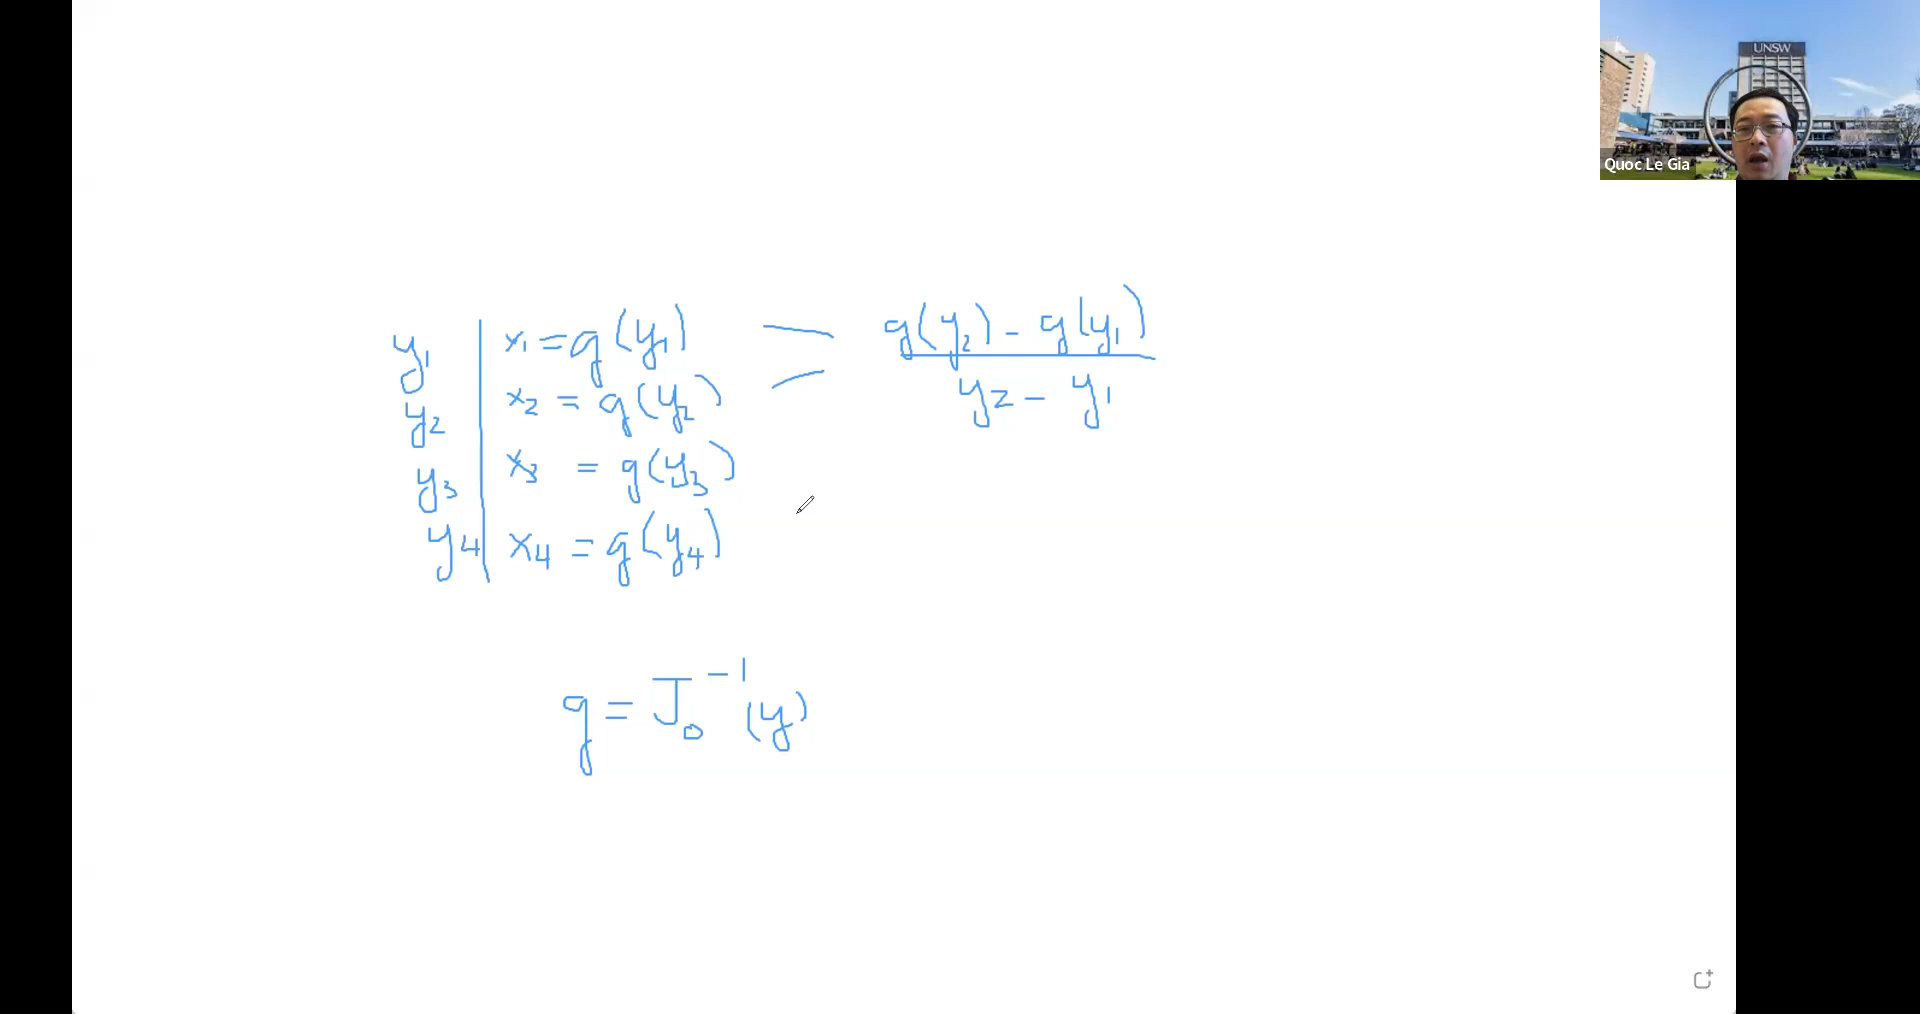 UNSW
Quoc Le Gia
y₁ | x₁ = g(y₁)
y₂ | x₂ = g(y₂)
y₃ | x₃ = g(y₃)
y₄ | x₄ = g(y₄)
g(y₂) - g(y₁)
y₂ - y₁
g = J₀⁻¹(y)